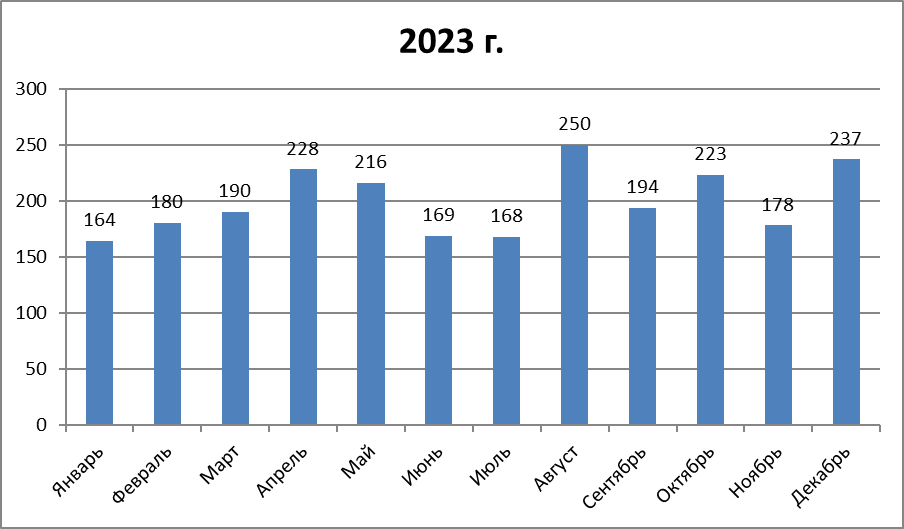 2023 г.
300
250
200
150
100
50
0
164
180
190
228
216
169
168
250
194
223
178
237
Январь
Февраль
Март
Апрель
Май
Июнь
Июль
Август
Сентябрь
Октябрь
Ноябрь
Декабрь